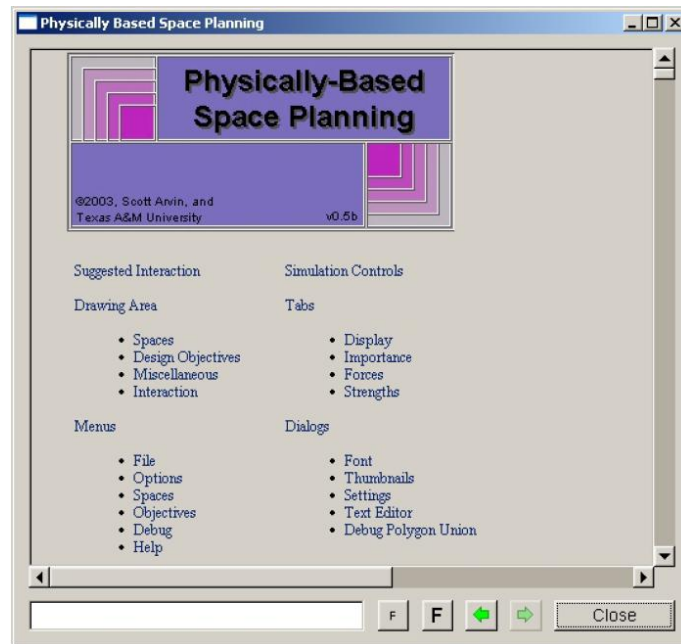 Physically Based Space Planning
Physically-Based
Space Planning
©2003, Scott Arvin, and
Texas A&M University
v0.5b
Suggested Interaction
Simulation Controls
Drawing Area
Tabs
• Spaces
• Design Objectives
• Miscellaneous
• Interaction
• Display
• Importance
• Forces
• Strengths
Menus
Dialogs
• File
• Options
• Spaces
• Objectives
• Debug
• Help
• Font
• Thumbnails
• Settings
• Text Editor
• Debug Polygon Union
F
F
Close